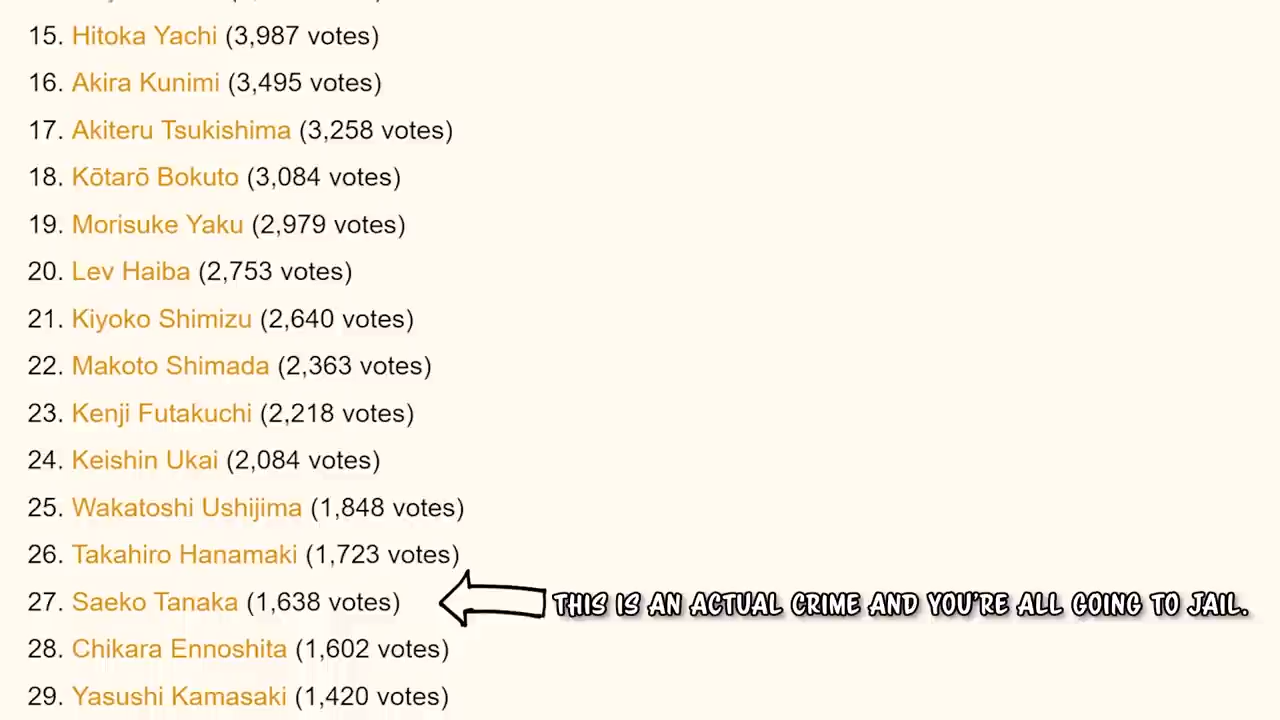 15. Hitoka Yachi (3,987 votes)
16. Akira Kunimi (3,495 votes)
17. Akiteru Tsukishima (3,258 votes)
18. Kōtarō Bokuto (3,084 votes)
19. Morisuke Yaku (2,979 votes)
20. Lev Haiba (2,753 votes)
21. Kiyoko Shimizu (2,640 votes)
22. Makoto Shimada (2,363 votes)
23. Kenji Futakuchi (2,218 votes)
24. Keishin Ukai (2,084 votes)
25. Wakatoshi Ushijima (1,848 votes)
26. Takahiro Hanamaki (1,723 votes)
27. Saeko Tanaka (1,638 votes) THIS IS AN ACTUAL CRIME AND YOU'RE ALL GOING TO JAIL.
28. Chikara Ennoshita (1,602 votes)
29. Yasushi Kamasaki (1,420 votes)